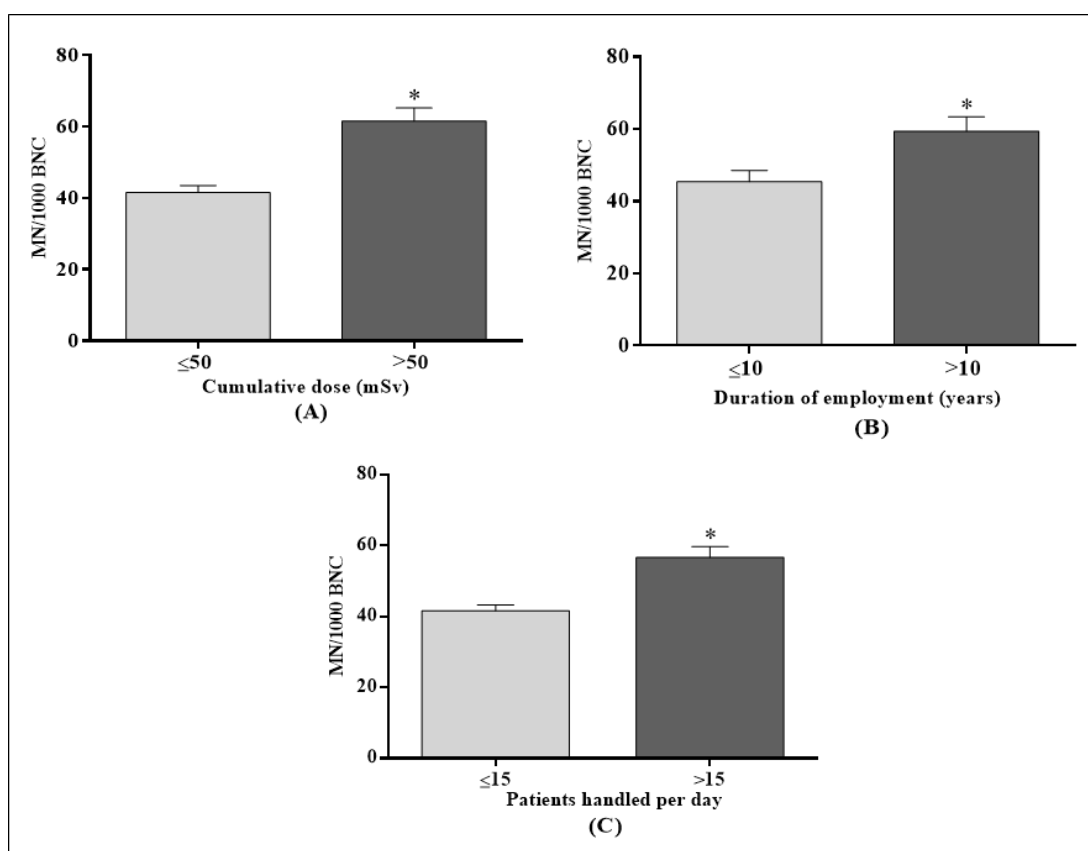 80
60
40
20
0
MN/1000 BNC
*
≤50
>50
Cumulative dose (mSv)
(A)
80
60
40
20
0
MN/1000 BNC
*
≤10
>10
Duration of employment (years)
(B)
80
60
40
20
0
MN/1000 BNC
*
≤15
>15
Patients handled per day
(C)